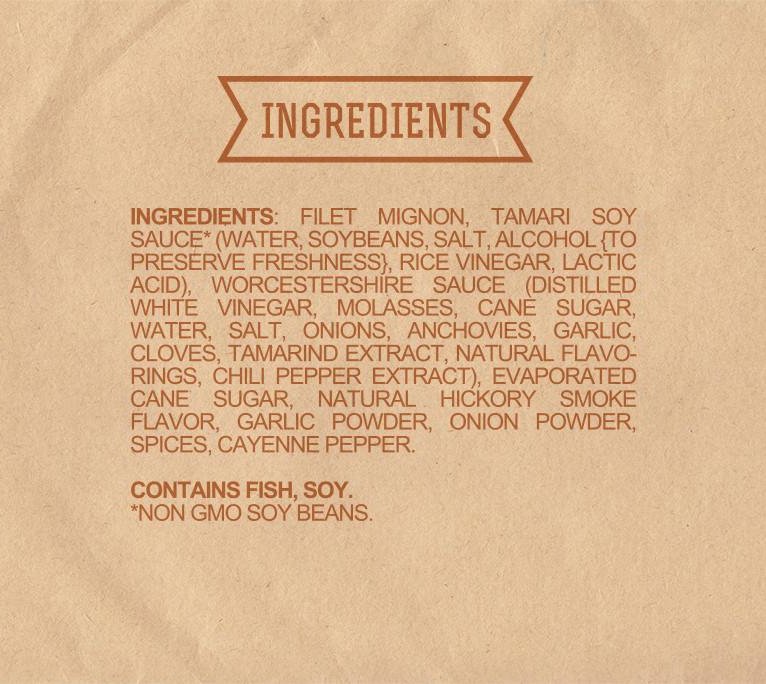 INGREDIENTS
INGREDIENTS: FILET MIGNON, TAMARI SOY
SAUCE* (WATER, SOYBEANS, SALT, ALCOHOL {TO
PRESERVE FRESHNESS}, RICE VINEGAR, LACTIC
ACID), WORCESTERSHIRE SAUCE (DISTILLED
WHITE VINEGAR, MOLASSES, CANE SUGAR,
WATER, SALT, ONIONS, ANCHOVIES, GARLIC,
CLOVES, TAMARIND EXTRACT, NATURAL FLAVO-
RINGS, CHILI PEPPER EXTRACT), EVAPORATED
CANE SUGAR, NATURAL HICKORY SMOKE
FLAVOR, GARLIC POWDER, ONION POWDER,
SPICES, CAYENNE PEPPER.
CONTAINS FISH, SOY.
*NON GMO SOY BEANS.